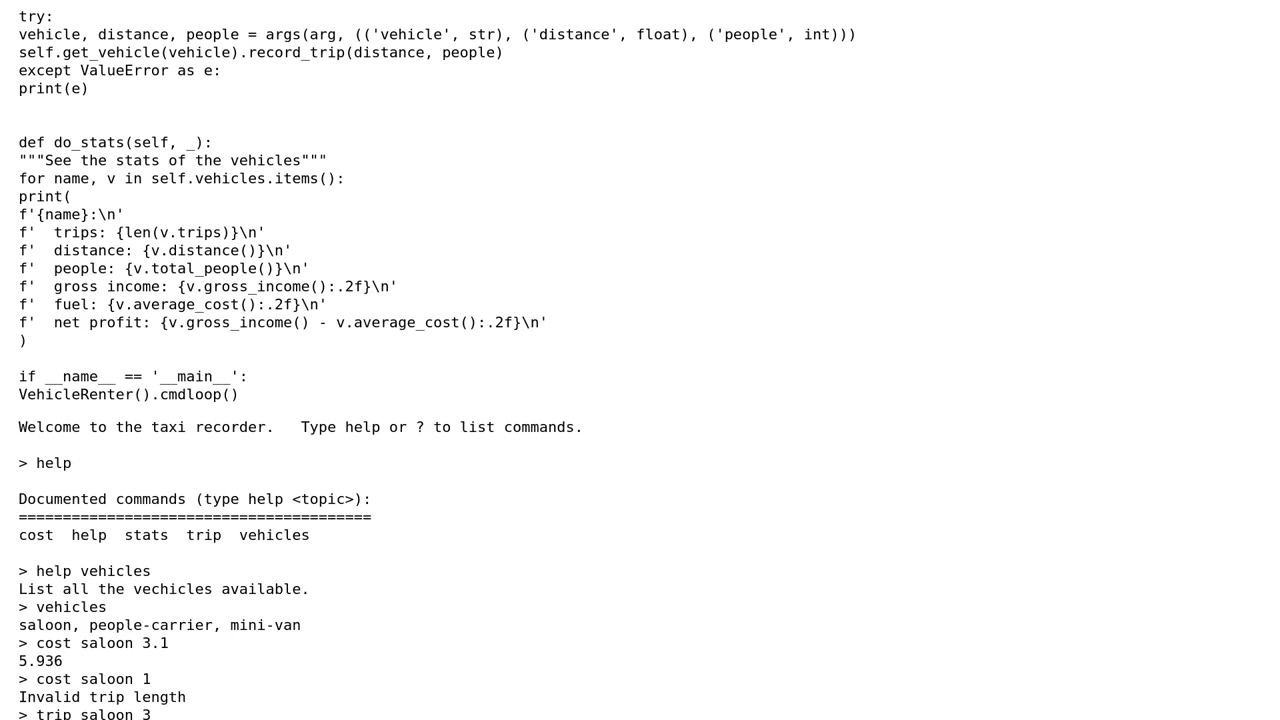 try:
vehicle, distance, people = args(arg, (('vehicle', str), ('distance', float), ('people', int)))
self.get_vehicle(vehicle).record_trip(distance, people)
except ValueError as e:
print(e)
def do_stats(self, _):
"""See the stats of the vehicles"""
for name, v in self.vehicles.items():
print(
f'{name}:\n'
f'  trips: {len(v.trips)}\n'
f'  distance: {v.distance()}\n'
f'  people: {v.total_people()}\n'
f'  gross income: {v.gross_income():.2f}\n'
f'  fuel: {v.average_cost():.2f}\n'
f'  net profit: {v.gross_income() - v.average_cost():.2f}\n'
)
if __name__ == '__main__':
VehicleRenter().cmdloop()
Welcome to the taxi recorder.   Type help or ? to list commands.
> help
Documented commands (type help <topic>):
========================================
cost  help  stats  trip  vehicles
> help vehicles
List all the vechicles available.
> vehicles
saloon, people-carrier, mini-van
> cost saloon 3.1
5.936
> cost saloon 1
Invalid trip length
> trip saloon 3